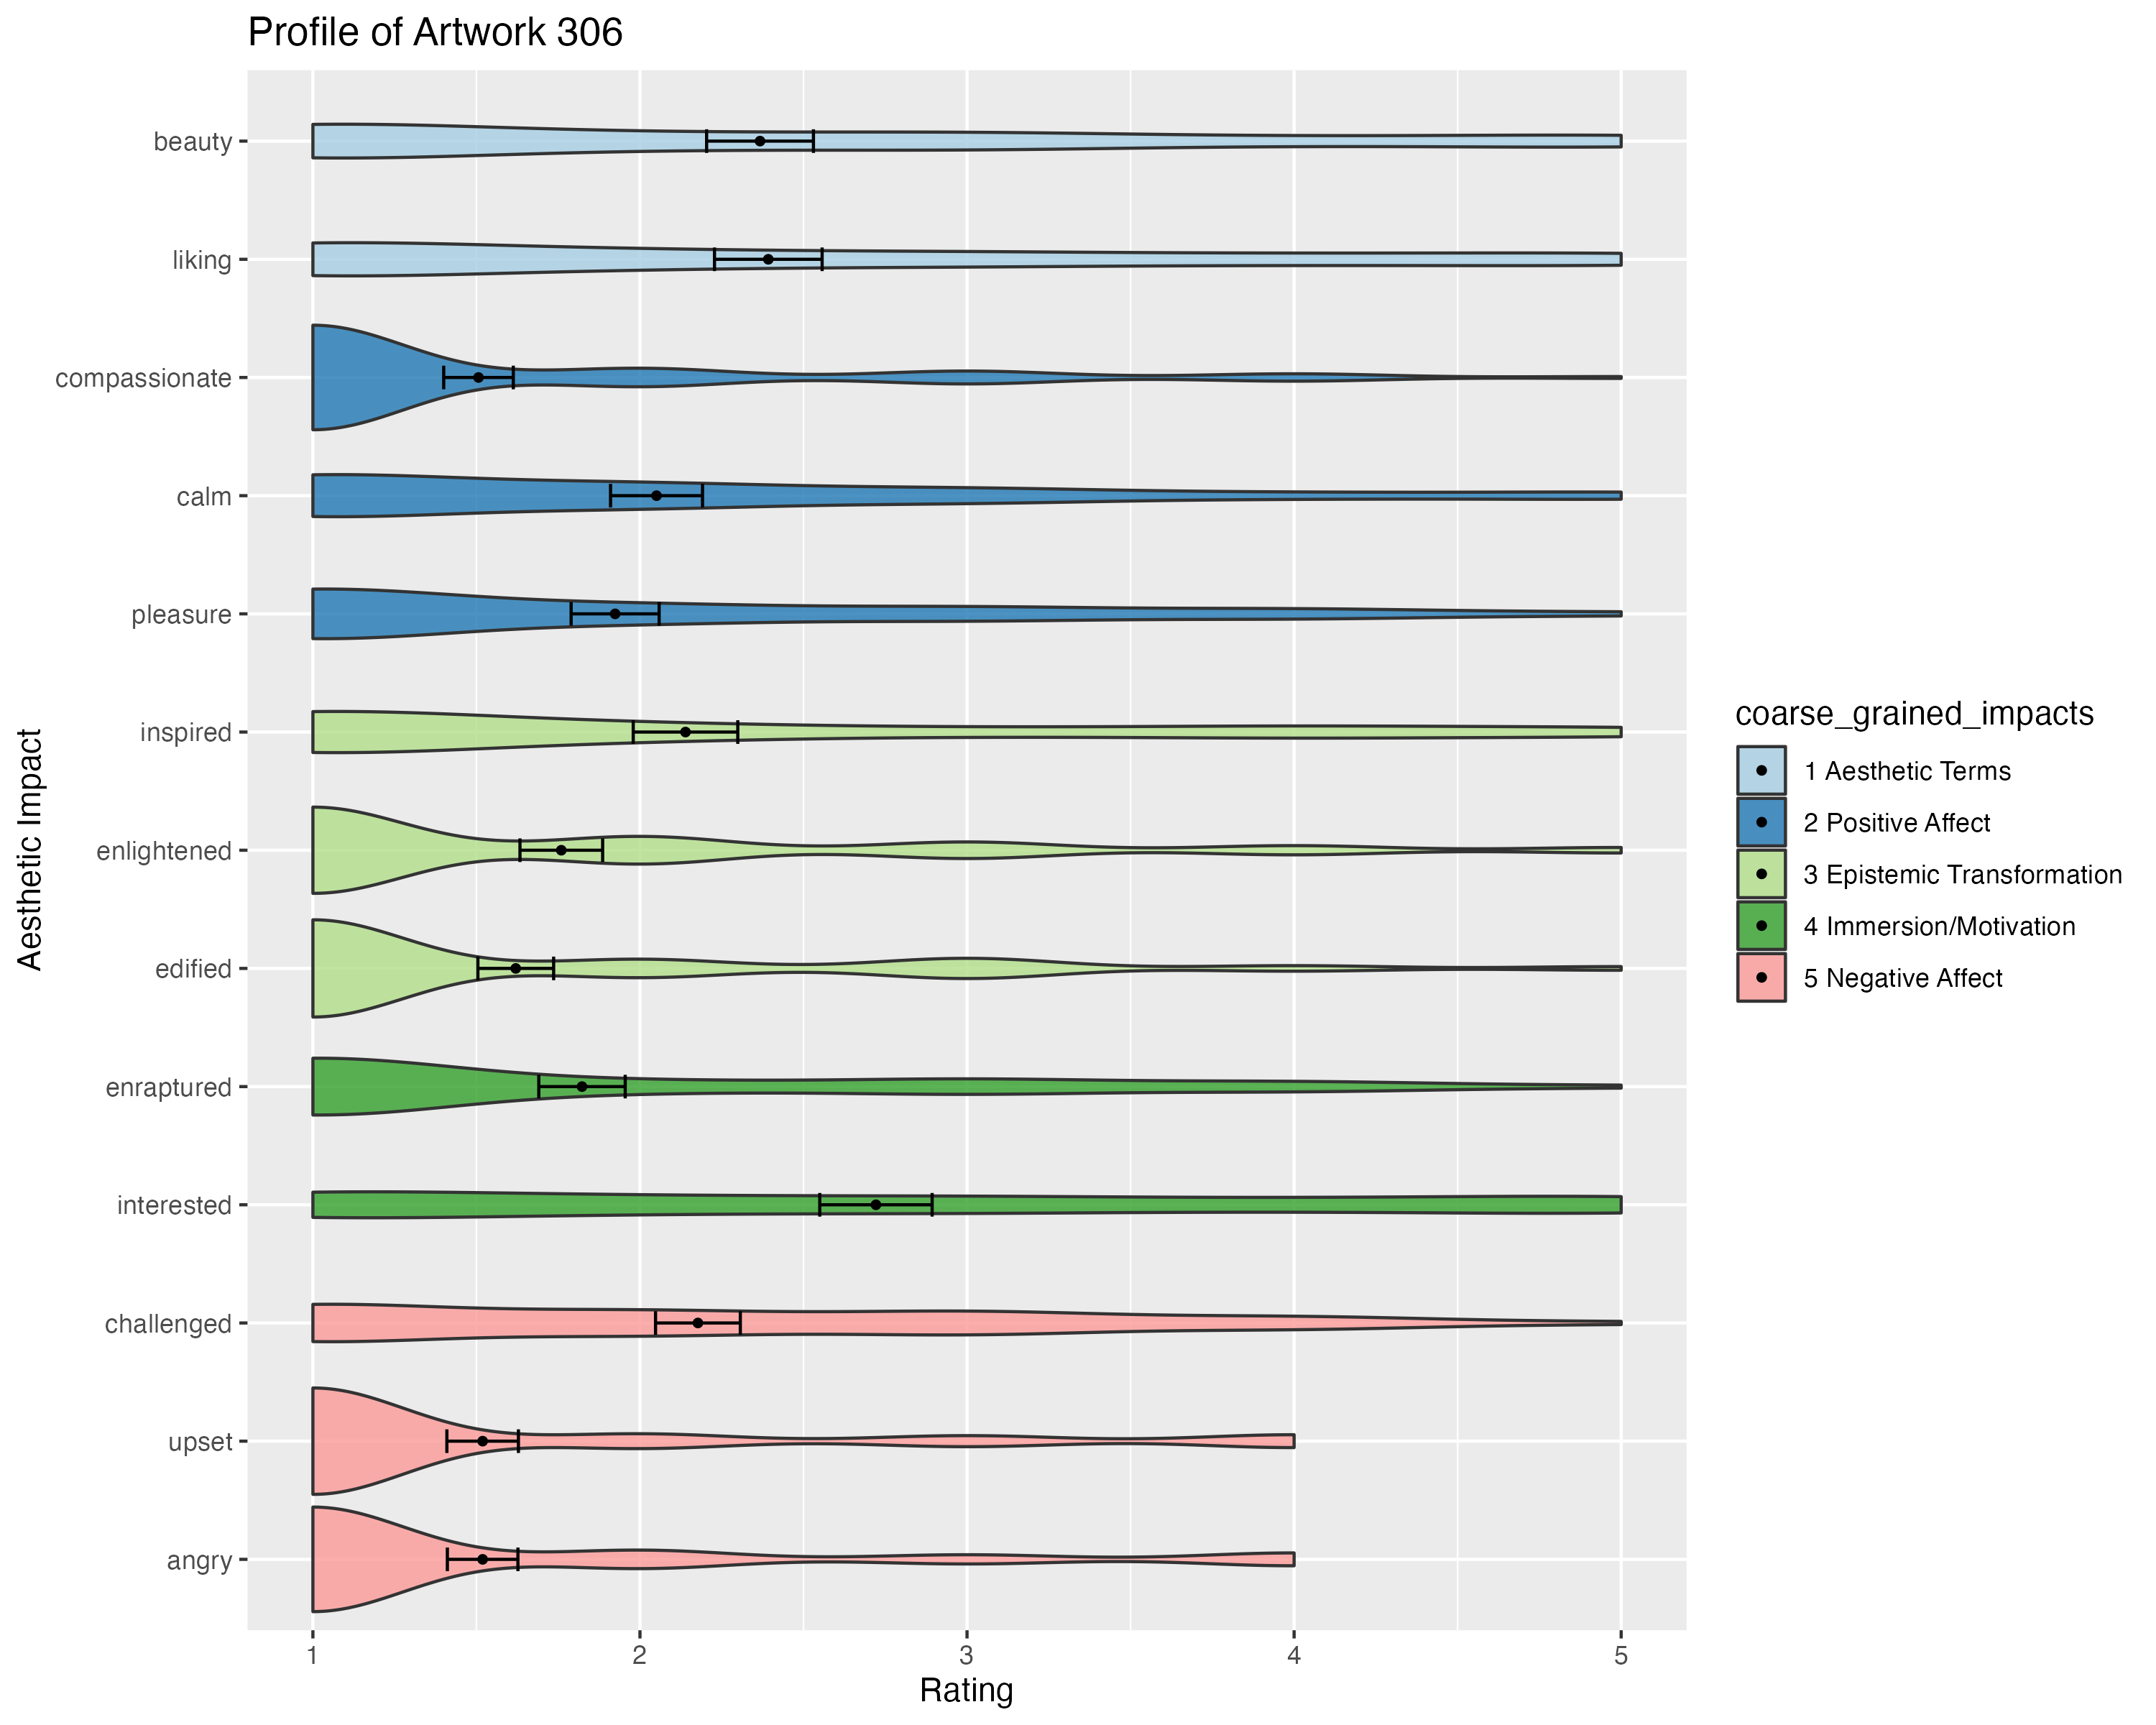 Profile of Artwork 306
beauty
liking
compassionate
calm
pleasure
inspired
enlightened
edified
enraptured
interested
challenged
upset
angry
Aesthetic Impact
1 2 3 4 5
Rating
coarse_grained_impacts
1 Aesthetic Terms
2 Positive Affect
3 Epistemic Transformation
4 Immersion/Motivation
5 Negative Affect